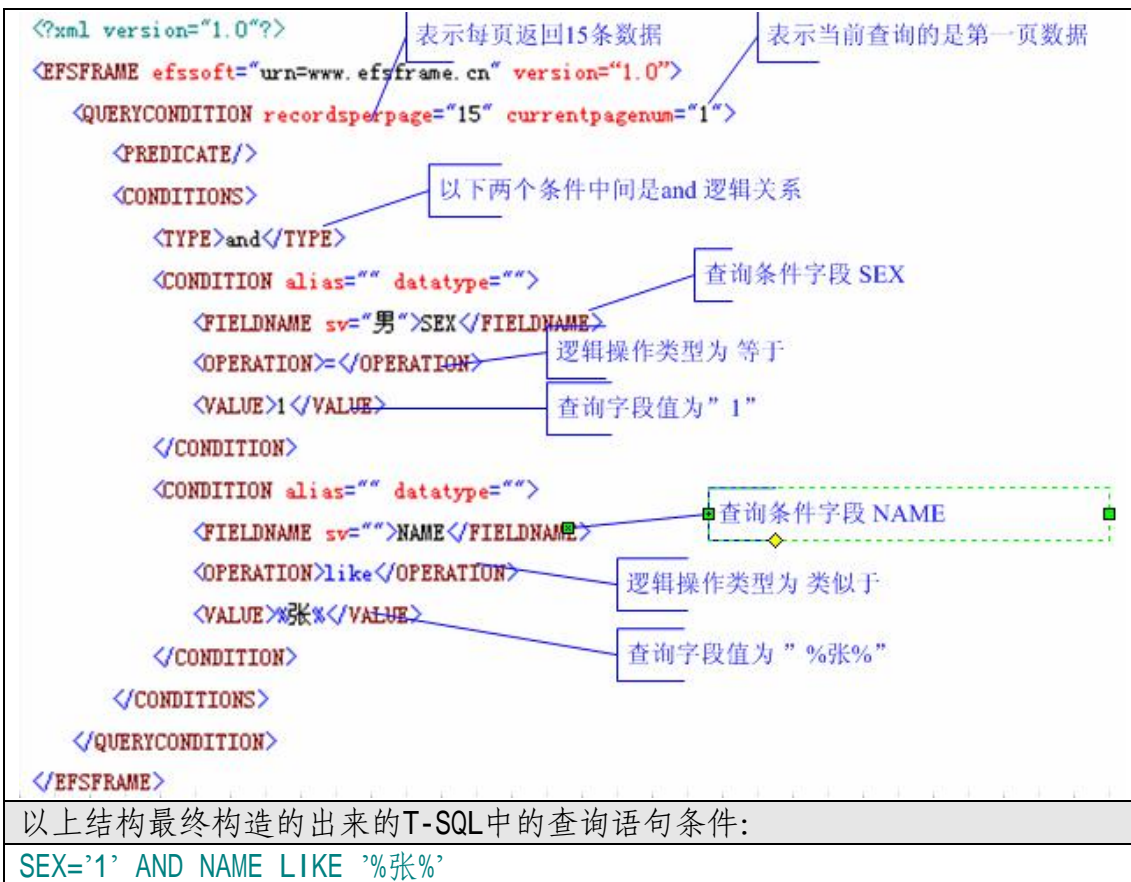 <?xml version="1.0"?>
表示每页返回15条数据
表示当前查询的是第一页数据
<EFSFRAME efssoft="urn=www.efsframe.cn" version="1.0">
<QUERYCONDITION recordsperpage="15" currentpagenum="1">
<PREDICATE/>
<CONDITIONS>
以下两个条件中间是and 逻辑关系
<TYPE>and</TYPE>
<CONDITION alias="" datatype="">
查询条件字段 SEX
<FIELDNAME sv="男">SEX</FIELDNAME>
<OPERATION>=</OPERATION>
逻辑操作类型为 等于
<VALUE>1</VALUE>
查询字段值为”1”
</CONDITION>
<CONDITION alias="" datatype="">
<FIELDNAME sv="">NAME</FIELDNAME>
查询条件字段 NAME
<OPERATION>like</OPERATION>
逻辑操作类型为 类似于
<VALUE>%张%</VALUE>
查询字段值为 ”%张%”
</CONDITION>
</CONDITIONS>
</QUERYCONDITION>
</EFSFRAME>
以上结构最终构造的出来的T-SQL中的查询语句条件:
SEX=’1’ AND NAME LIKE ’%张%’